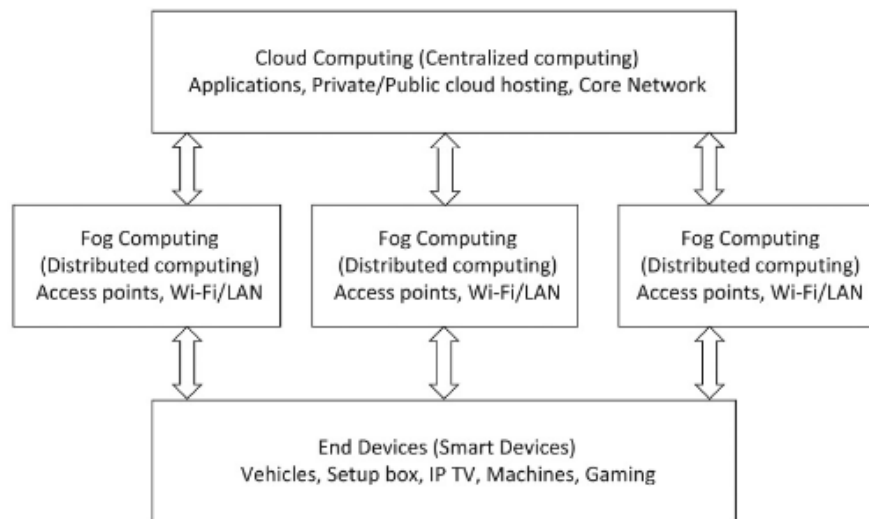 Cloud Computing (Centralized computing)
Applications, Private/Public cloud hosting, Core Network
Fog Computing
(Distributed computing)
Access points, Wi-Fi/LAN
Fog Computing
(Distributed computing)
Access points, Wi-Fi/LAN
Fog Computing
(Distributed computing)
Access points, Wi-Fi/LAN
End Devices (Smart Devices)
Vehicles, Setup box, IP TV, Machines, Gaming